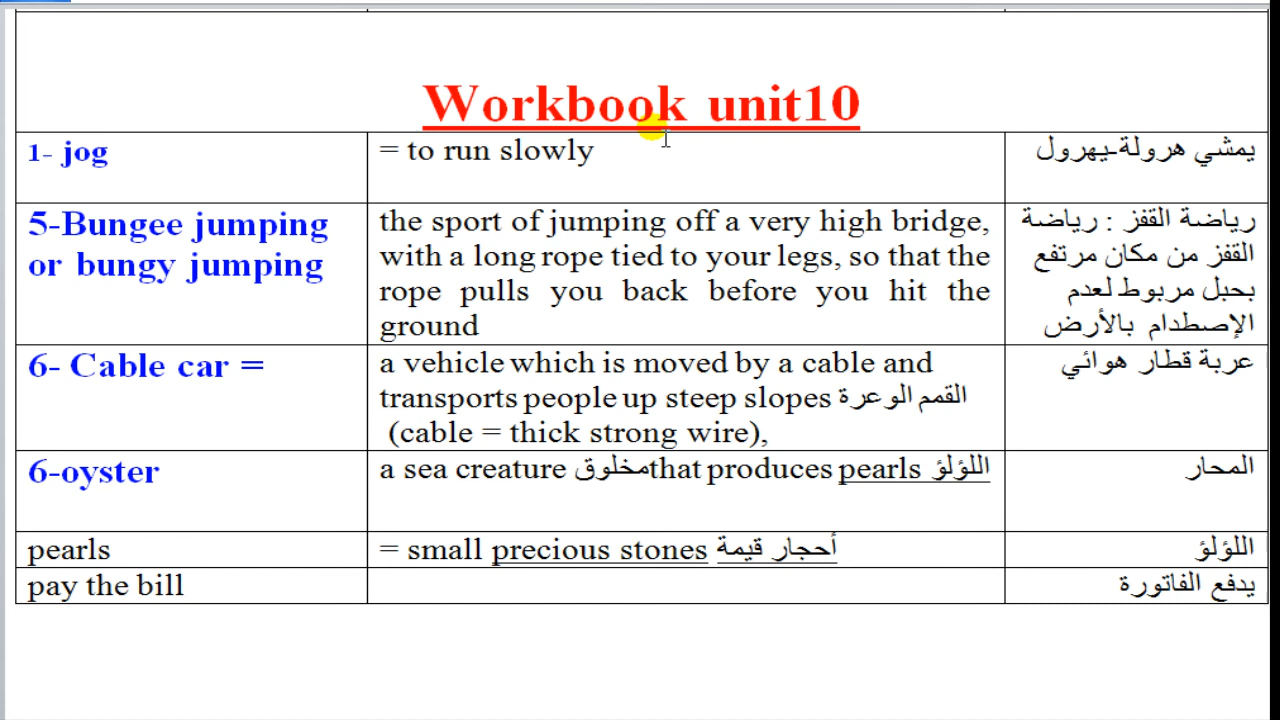 Workbook unit10
1- jog
= to run slowly
يمشي هرولة-يهرول
5-Bungee jumping
or bungy jumping
the sport of jumping off a very high bridge,
with a long rope tied to your legs, so that the
rope pulls you back before you hit the
ground
رياضة القفز : رياضة
القفز من مكان مرتفع
بحبل مربوط لعدم
الإصطدام بالأرض
6- Cable car =
a vehicle which is moved by a cable and
transports people up steep slopes القمم الوعرة
(cable = thick strong wire),
عربة قطار هوائي
6-oyster
a sea creature مخلوق that produces pearls اللؤلؤ
المحار
pearls
= small precious stones أحجار قيمة
اللؤلؤ
pay the bill
يدفع الفاتورة